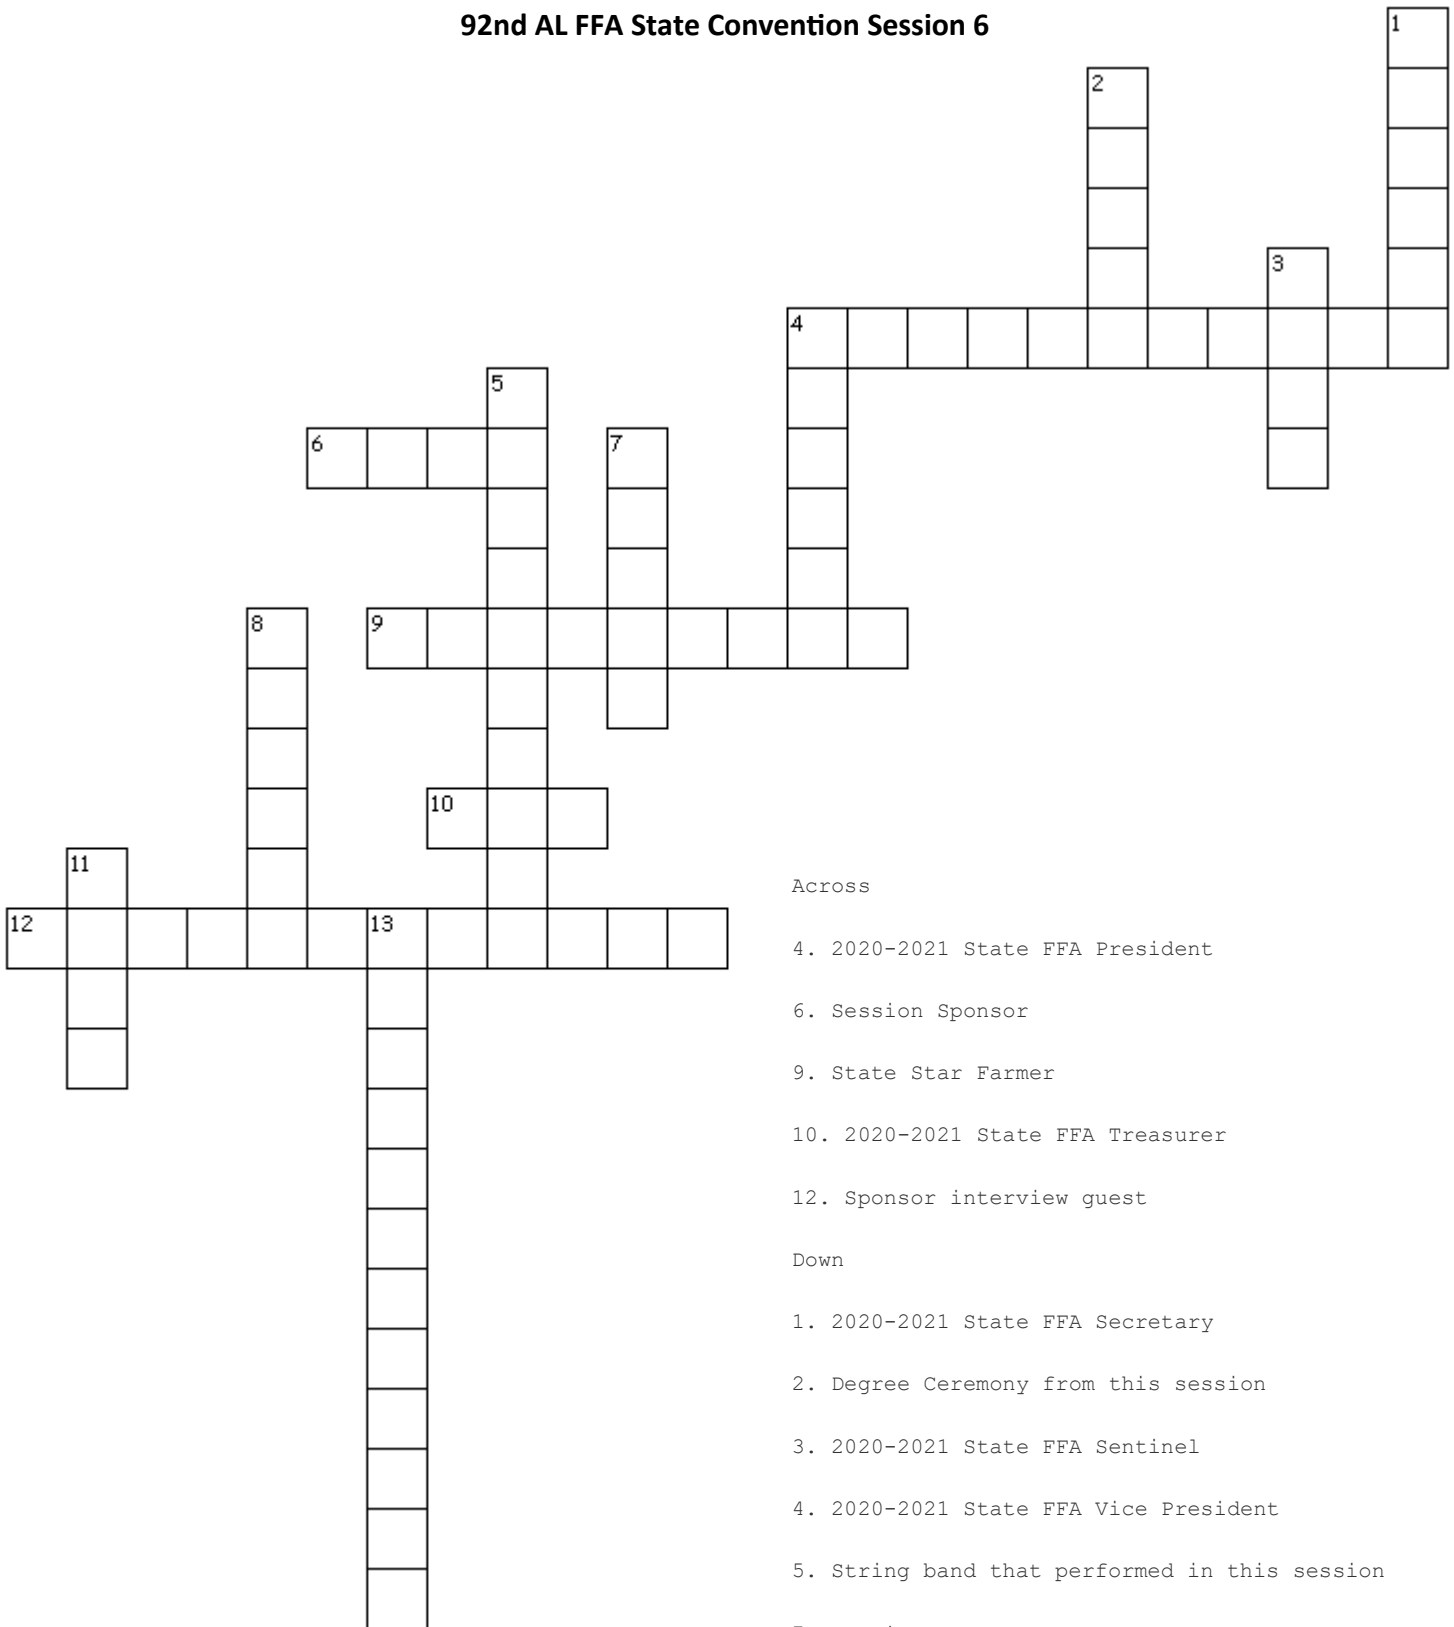 92nd AL FFA State Convention Session 6
1
2
3
4
5
6
7
8
9
10
11
12
13
Across
4. 2020-2021 State FFA President
6. Session Sponsor
9. State Star Farmer
10. 2020-2021 State FFA Treasurer
12. Sponsor interview guest
Down
1. 2020-2021 State FFA Secretary
2. Degree Ceremony from this session
3. 2020-2021 State FFA Sentinel
4. 2020-2021 State FFA Vice President
5. String band that performed in this session